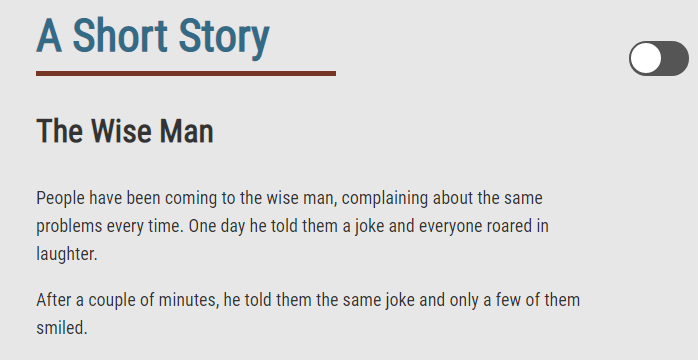 A Short Story
The Wise Man
People have been coming to the wise man, complaining about the same
problems every time. One day he told them a joke and everyone roared in
laughter.
After a couple of minutes, he told them the same joke and only a few of them
smiled.